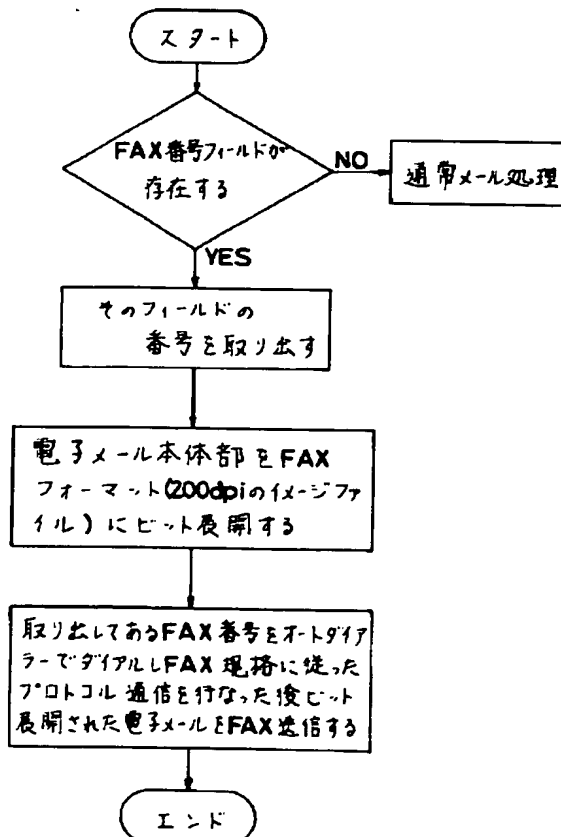 スタート
FAX番号フィールドが
存在する
NO
通常メール処理
YES
そのフィールドの
番号を取り出す
電子メール本体部をFAX
フォーマット(200dpiのイメージファ
イル)にビット展開する
取り出してあるFAX番号をオートダイア
ラーでダイアルしFAX規格に従った
プロトコル通信を行なった後ビット
展開された電子メールをFAX送信する
エンド